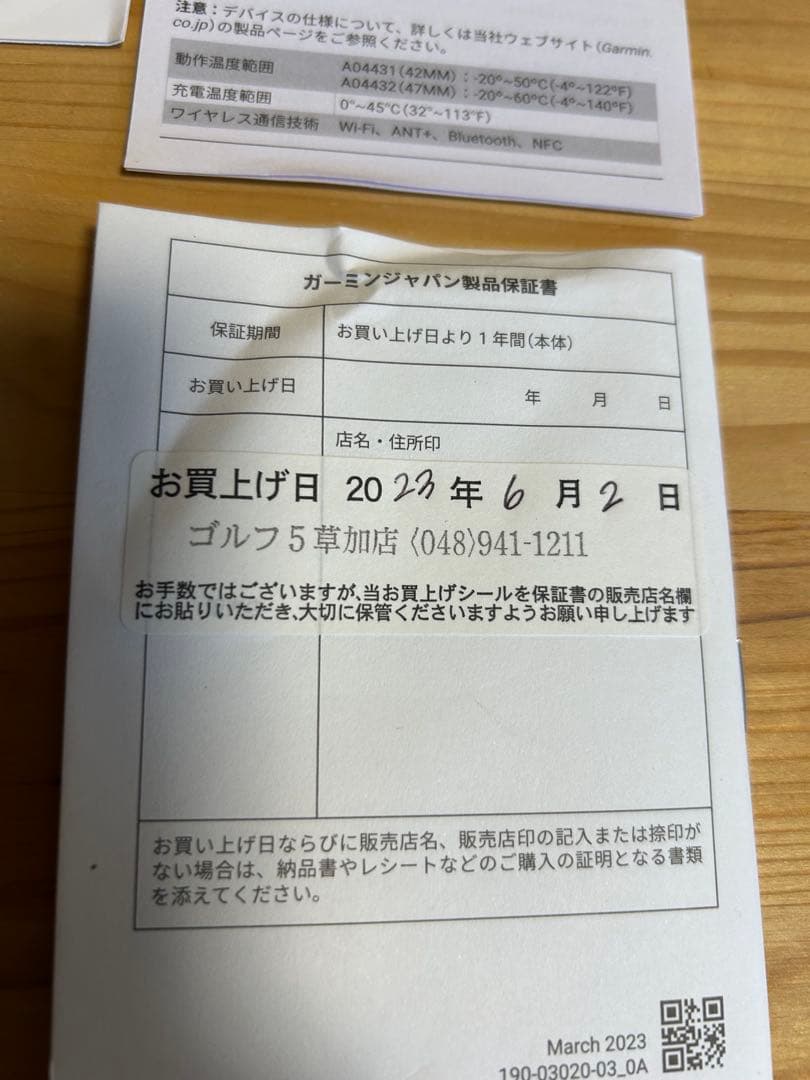 注意：デバイスの仕様について、詳しくは当社ウェブサイト(Garmin.
co.jp)の製品ページをご参照ください。
動作温度範囲 A04431(42MM)：-20°~50°C(-4°~122°F)
A04432(47MM)：-20°~60°C(-4°~140°F)
充電温度範囲 0°~45°C(32°~113°F)
ワイヤレス通信技術 Wi-Fi、ANT+、Bluetooth、NFC
ガーミンジャパン製品保証書
保証期間 お買い上げ日より1年間(本体)
お買い上げ日 年 月 日
店名・住所印
お買上げ日 2023年6月2日
ゴルフ5草加店〈048〉941-1211
お手数ではございますが、当お買上げシールを保証書の販売店名欄
にお貼りいただき、大切に保管くださいますようお願い申し上げます
お買い上げ日ならびに販売店名、販売店印の記入または捺印が
ない場合は、納品書やレシートなどのご購入の証明となる書類
を添えてください。
March 2023
190-03020-03_0A